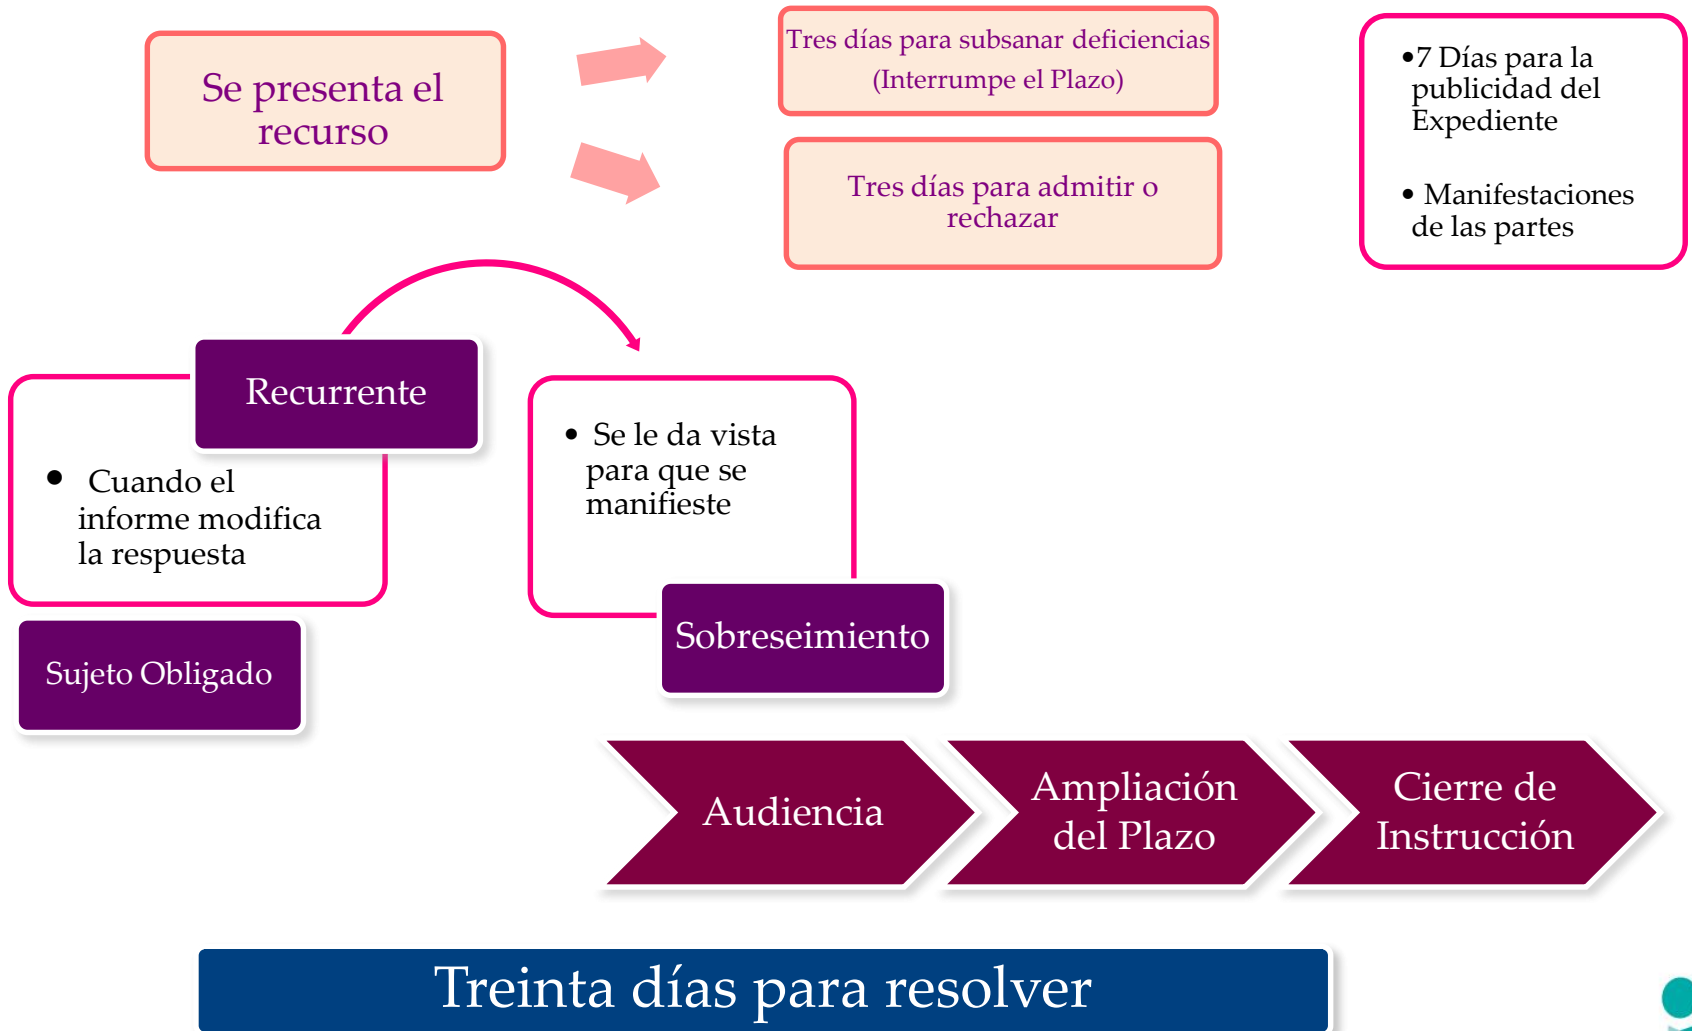 Se presenta el
recurso
Tres días para subsanar deficiencias
(Interrumpe el Plazo)
Tres días para admitir o
rechazar
•7 Días para la
publicidad del
Expediente
• Manifestaciones
de las partes
Recurrente
• Cuando el
informe modifica
la respuesta
Sujeto Obligado
• Se le da vista
para que se
manifieste
Sobreseimiento
Audiencia
Ampliación
del Plazo
Cierre de
Instrucción
Treinta días para resolver